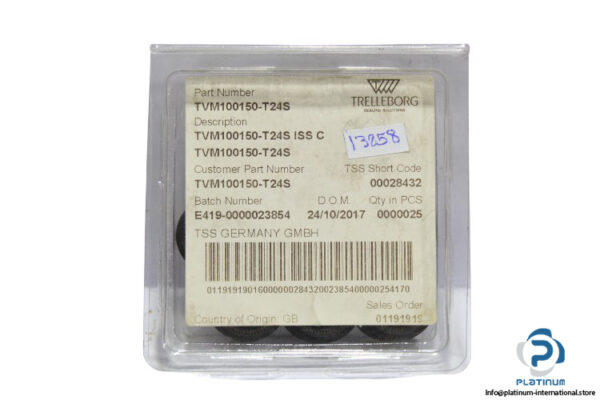 Part Number
TVM100150-T24S
TRELLEBORG
SEALING SOLUTIONS
Description
TVM100150-T24S ISS C
TVM100150-T24S
13258
Customer Part Number TSS Short Code
TVM100150-T24S 00028432
Batch Number D.O.M. Qty in PCS
E419-0000023854 24/10/2017 0000025
TSS GERMANY GMBH
Sales Order
Country of Origin: GB 01191919
PLATINUM
info@platinum-international.store